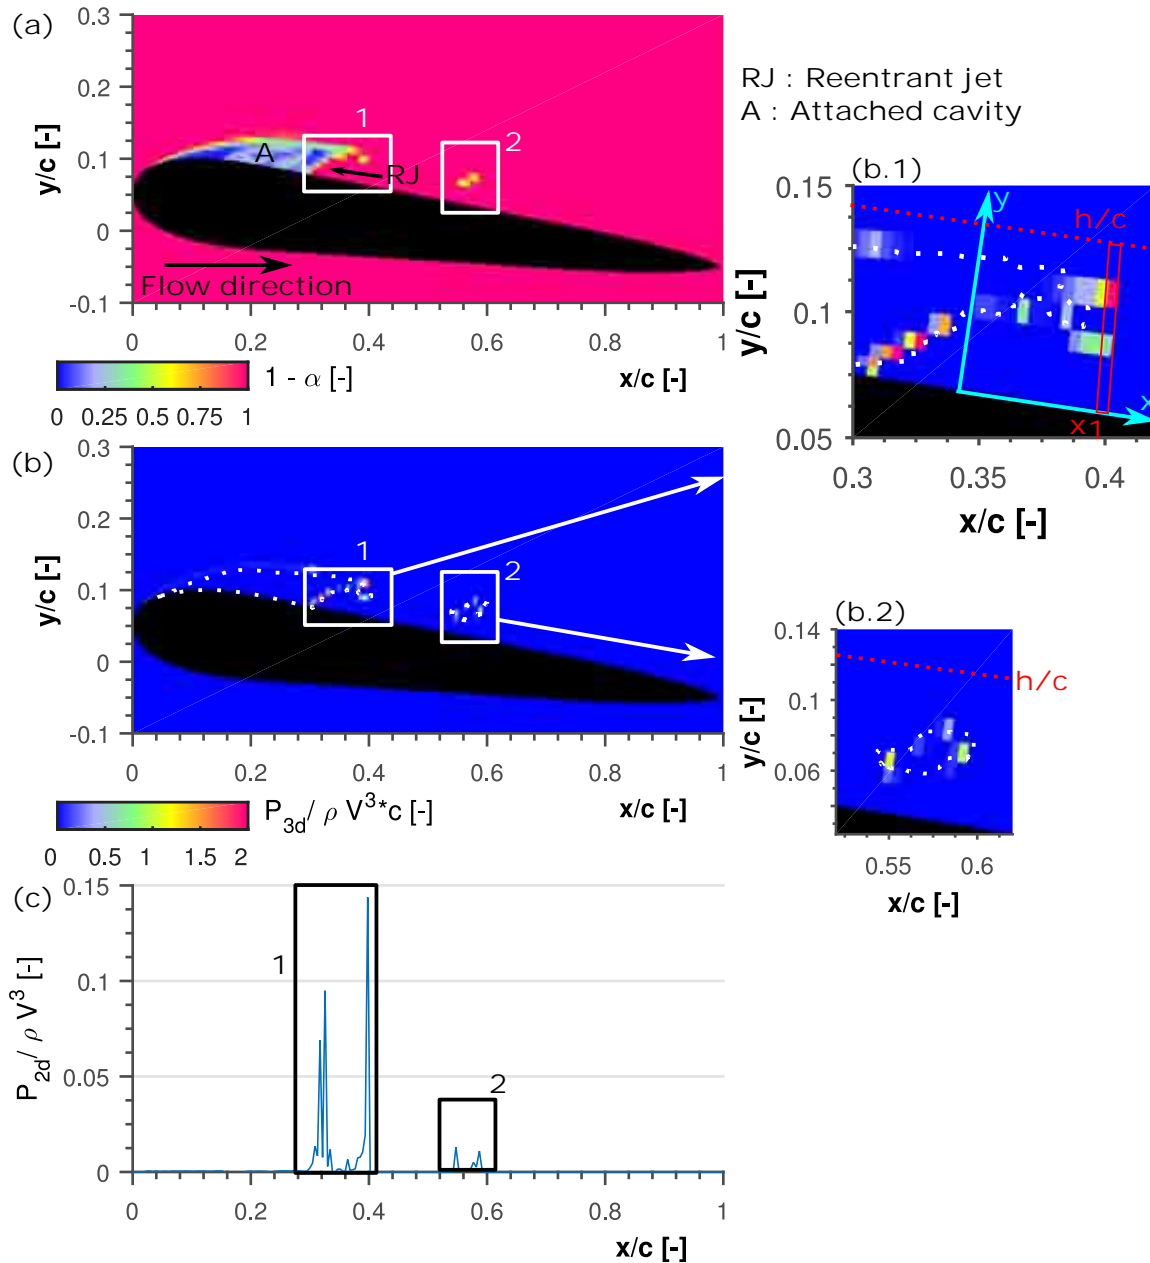 (a)
0.3
0.2
0.1
0
-0.1
y/c [-]
1
2
A
RJ
Flow direction
0 0.2 0.4 0.6 0.8 1
x/c [-]
1 - α [-]
0 0.25 0.5 0.75 1
RJ : Reentrant jet
A : Attached cavity
(b.1)
0.15
0.1
0.05
y/c [-]
y
h/c
x
x1
0.3 0.35 0.4
x/c [-]
(b)
0.3
0.2
0.1
0
-0.1
y/c [-]
1
2
0 0.2 0.4 0.6 0.8 1
x/c [-]
P3d/ ρ V³*c [-]
0 0.5 1 1.5 2
(b.2)
0.14
0.1
0.06
y/c [-]
h/c
0.55 0.6
x/c [-]
(c)
0.15
0.1
0.05
0
P2d/ ρ V³ [-]
1
2
0 0.2 0.4 0.6 0.8 1
x/c [-]